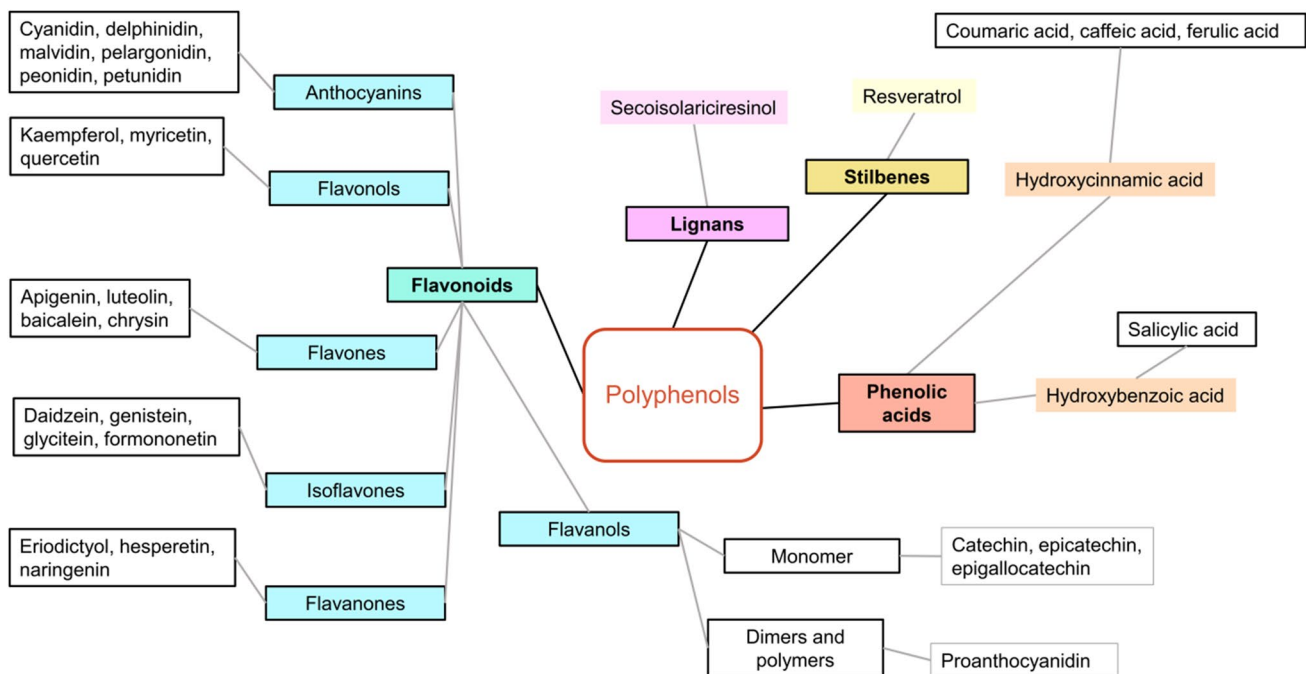 Cyanidin, delphinidin,
malvidin, pelargonidin,
peonidin, petunidin
Anthocyanins
Kaempferol, myricetin,
quercetin
Flavonols
Flavonoids
Apigenin, luteolin,
baicalein, chrysin
Flavones
Daidzein, genistein,
glycitein, formononetin
Isoflavones
Eriodictyol, hesperetin,
naringenin
Flavanones
Flavanols
Monomer
Catechin, epicatechin,
epigallocatechin
Dimers and
polymers
Proanthocyanidin
Polyphenols
Secoisolariciresinol
Lignans
Resveratrol
Stilbenes
Coumaric acid, caffeic acid, ferulic acid
Hydroxycinnamic acid
Salicylic acid
Hydroxybenzoic acid
Phenolic
acids